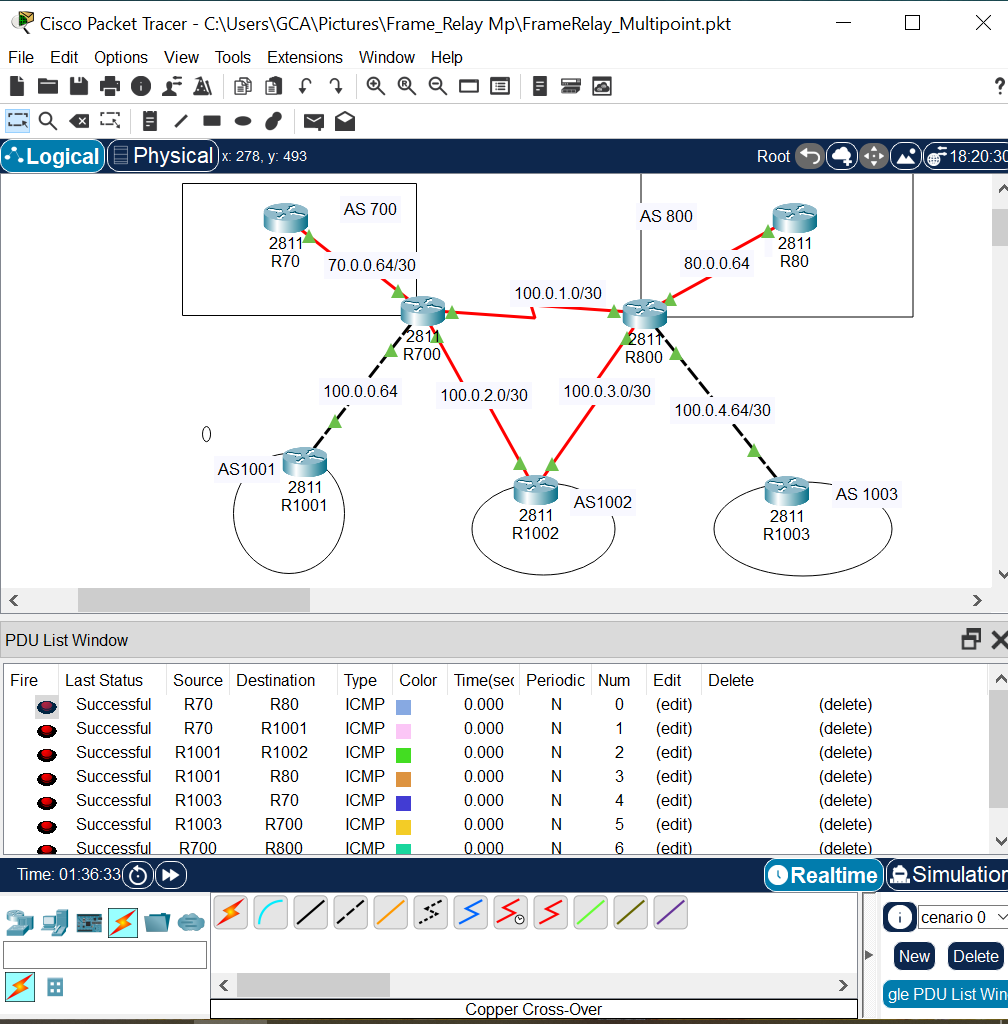 Cisco Packet Tracer - C:\Users\GCA\Pictures\Frame_Relay Mp\FrameRelay_Multipoint.pkt
File Edit Options View Tools Extensions Window Help
Logical Physical x: 278, y: 493 Root 18:20:30
AS 700
AS 800
2811
R70
2811
R80
70.0.0.64/30
80.0.0.64
100.0.1.0/30
2811
R700
2811
R800
100.0.0.64
100.0.2.0/30
100.0.3.0/30
100.0.4.64/30
0
AS1001
2811
R1001
AS1002
2811
R1002
AS 1003
2811
R1003
PDU List Window
Fire Last Status Source Destination Type Color Time(sec Periodic Num Edit Delete
Successful R70 R80 ICMP 0.000 N 0 (edit) (delete)
Successful R70 R1001 ICMP 0.000 N 1 (edit) (delete)
Successful R1001 R1002 ICMP 0.000 N 2 (edit) (delete)
Successful R1001 R80 ICMP 0.000 N 3 (edit) (delete)
Successful R1003 R70 ICMP 0.000 N 4 (edit) (delete)
Successful R1003 R700 ICMP 0.000 N 5 (edit) (delete)
Successful R700 R800 ICMP 0.000 N 6 (edit) (delete)
Time: 01:36:33 Realtime Simulation
cenario 0
New Delete
gle PDU List Win
Copper Cross-Over